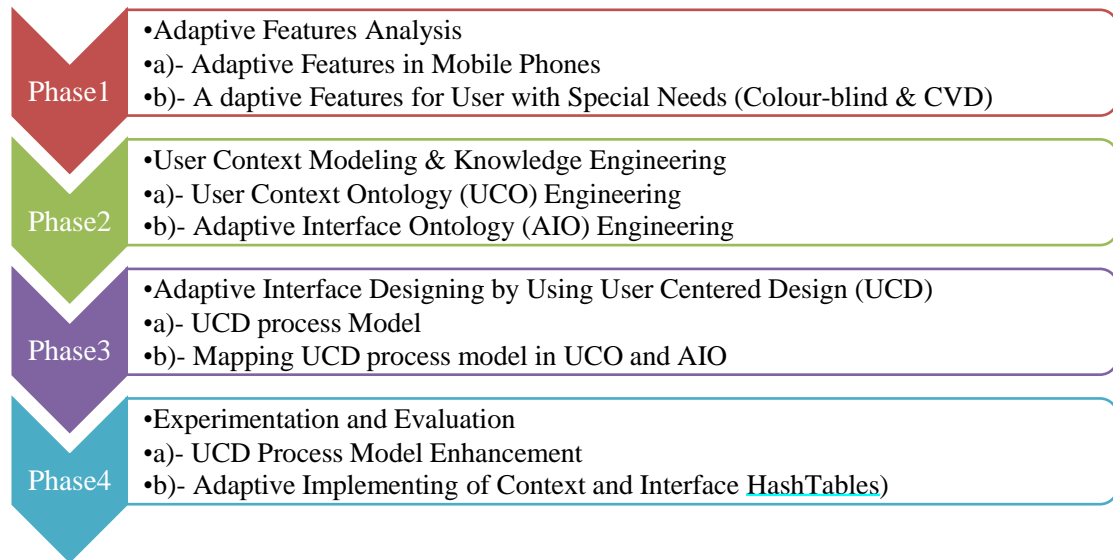 Phase1
•Adaptive Features Analysis
•a)- Adaptive Features in Mobile Phones
•b)- A daptive Features for User with Special Needs (Colour-blind & CVD)
Phase2
•User Context Modeling & Knowledge Engineering
•a)- User Context Ontology (UCO) Engineering
•b)- Adaptive Interface Ontology (AIO) Engineering
Phase3
•Adaptive Interface Designing by Using User Centered Design (UCD)
•a)- UCD process Model
•b)- Mapping UCD process model in UCO and AIO
Phase4
•Experimentation and Evaluation
•a)- UCD Process Model Enhancement
•b)- Adaptive Implementing of Context and Interface HashTables)